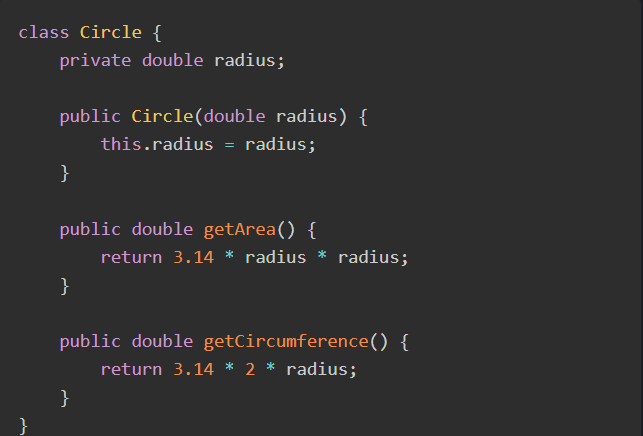 class Circle {
    private double radius;

    public Circle(double radius) {
        this.radius = radius;
    }

    public double getArea() {
        return 3.14 * radius * radius;
    }

    public double getCircumference() {
        return 3.14 * 2 * radius;
    }
}